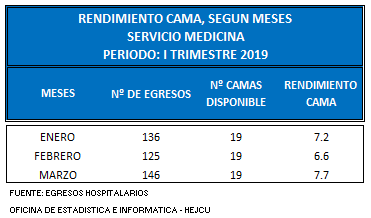 RENDIMIENTO CAMA, SEGUN MESES
SERVICIO MEDICINA
PERIODO: I TRIMESTRE 2019
MESES Nº DE EGRESOS Nº CAMAS DISPONIBLE RENDIMIENTO CAMA
ENERO 136 19 7.2
FEBRERO 125 19 6.6
MARZO 146 19 7.7
FUENTE: EGRESOS HOSPITALARIOS
OFICINA DE ESTADISTICA E INFORMATICA - HEJCU